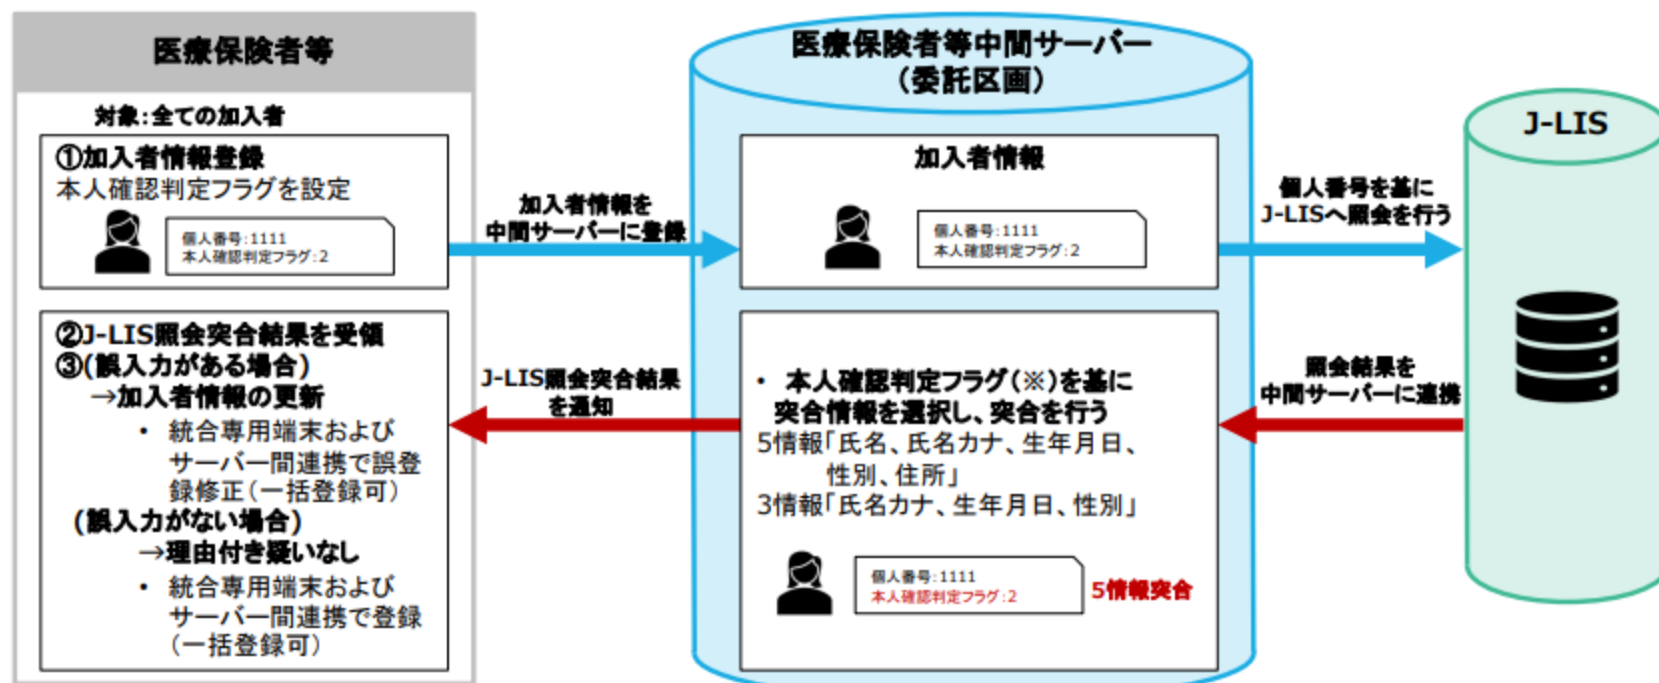 医療保険者等
対象:全ての加入者
①加入者情報登録
本人確認判定フラグを設定
個人番号:1111
本人確認判定フラグ:2
②J-LIS照会突合結果を受領
③(誤入力がある場合)
→加入者情報の更新
・ 統合専用端末および
サーバー間連携で誤登
録修正(一括登録可)
(誤入力がない場合)
→理由付き疑いなし
・ 統合専用端末および
サーバー間連携で登録
(一括登録可)
加入者情報を
中間サーバーに登録
J-LIS照会突合結果
を通知
医療保険者等中間サーバー
(委託区画)
加入者情報
個人番号:1111
本人確認判定フラグ:2
・ 本人確認判定フラグ(※)を基に
突合情報を選択し、突合を行う
5情報「氏名、氏名カナ、生年月日、
性別、住所」
3情報「氏名カナ、生年月日、性別」
個人番号:1111
本人確認判定フラグ:2
5情報突合
個人番号を基に
J-LISへ照会を行う
照会結果を
中間サーバーに連携
J-LIS